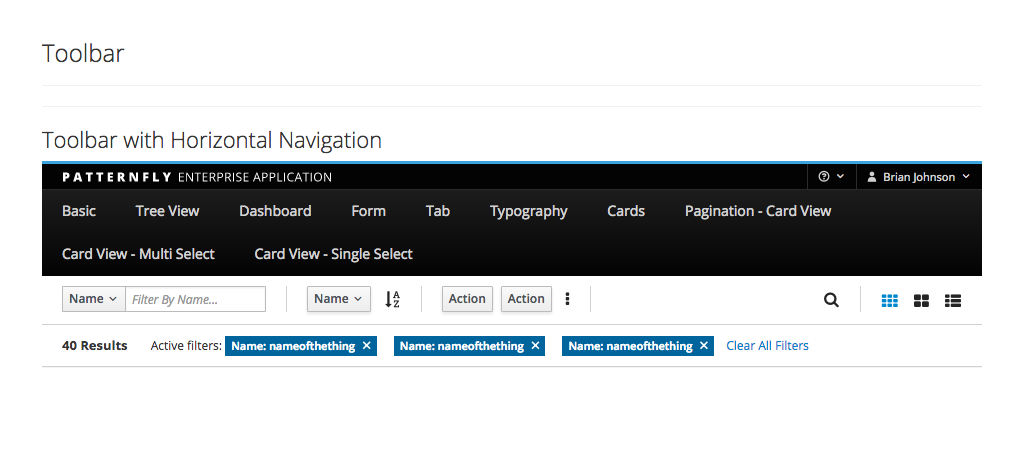 Toolbar
Toolbar with Horizontal Navigation
PATTERNFLY ENTERPRISE APPLICATION Brian Johnson
Basic Tree View Dashboard Form Tab Typography Cards Pagination - Card View
Card View - Multi Select Card View - Single Select
Name Filter By Name... Name A Z Action Action
40 Results Active filters: Name: nameofthething × Name: nameofthething × Name: nameofthething × Clear All Filters